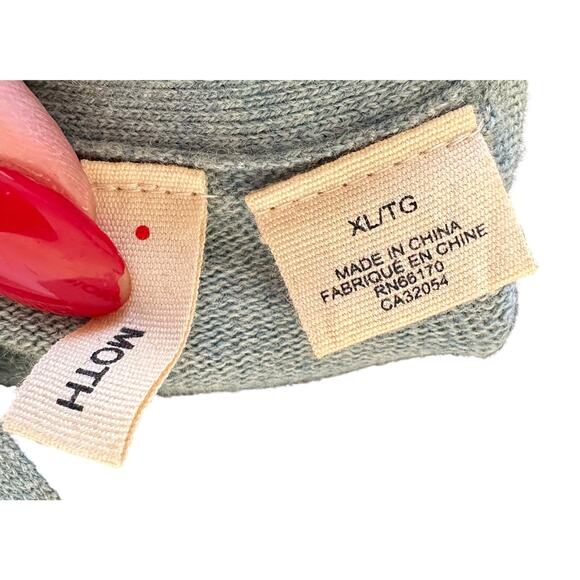 MOTH
XL/TG
MADE IN CHINA
FABRIQUÉ EN CHINE
RN66170
CA32054